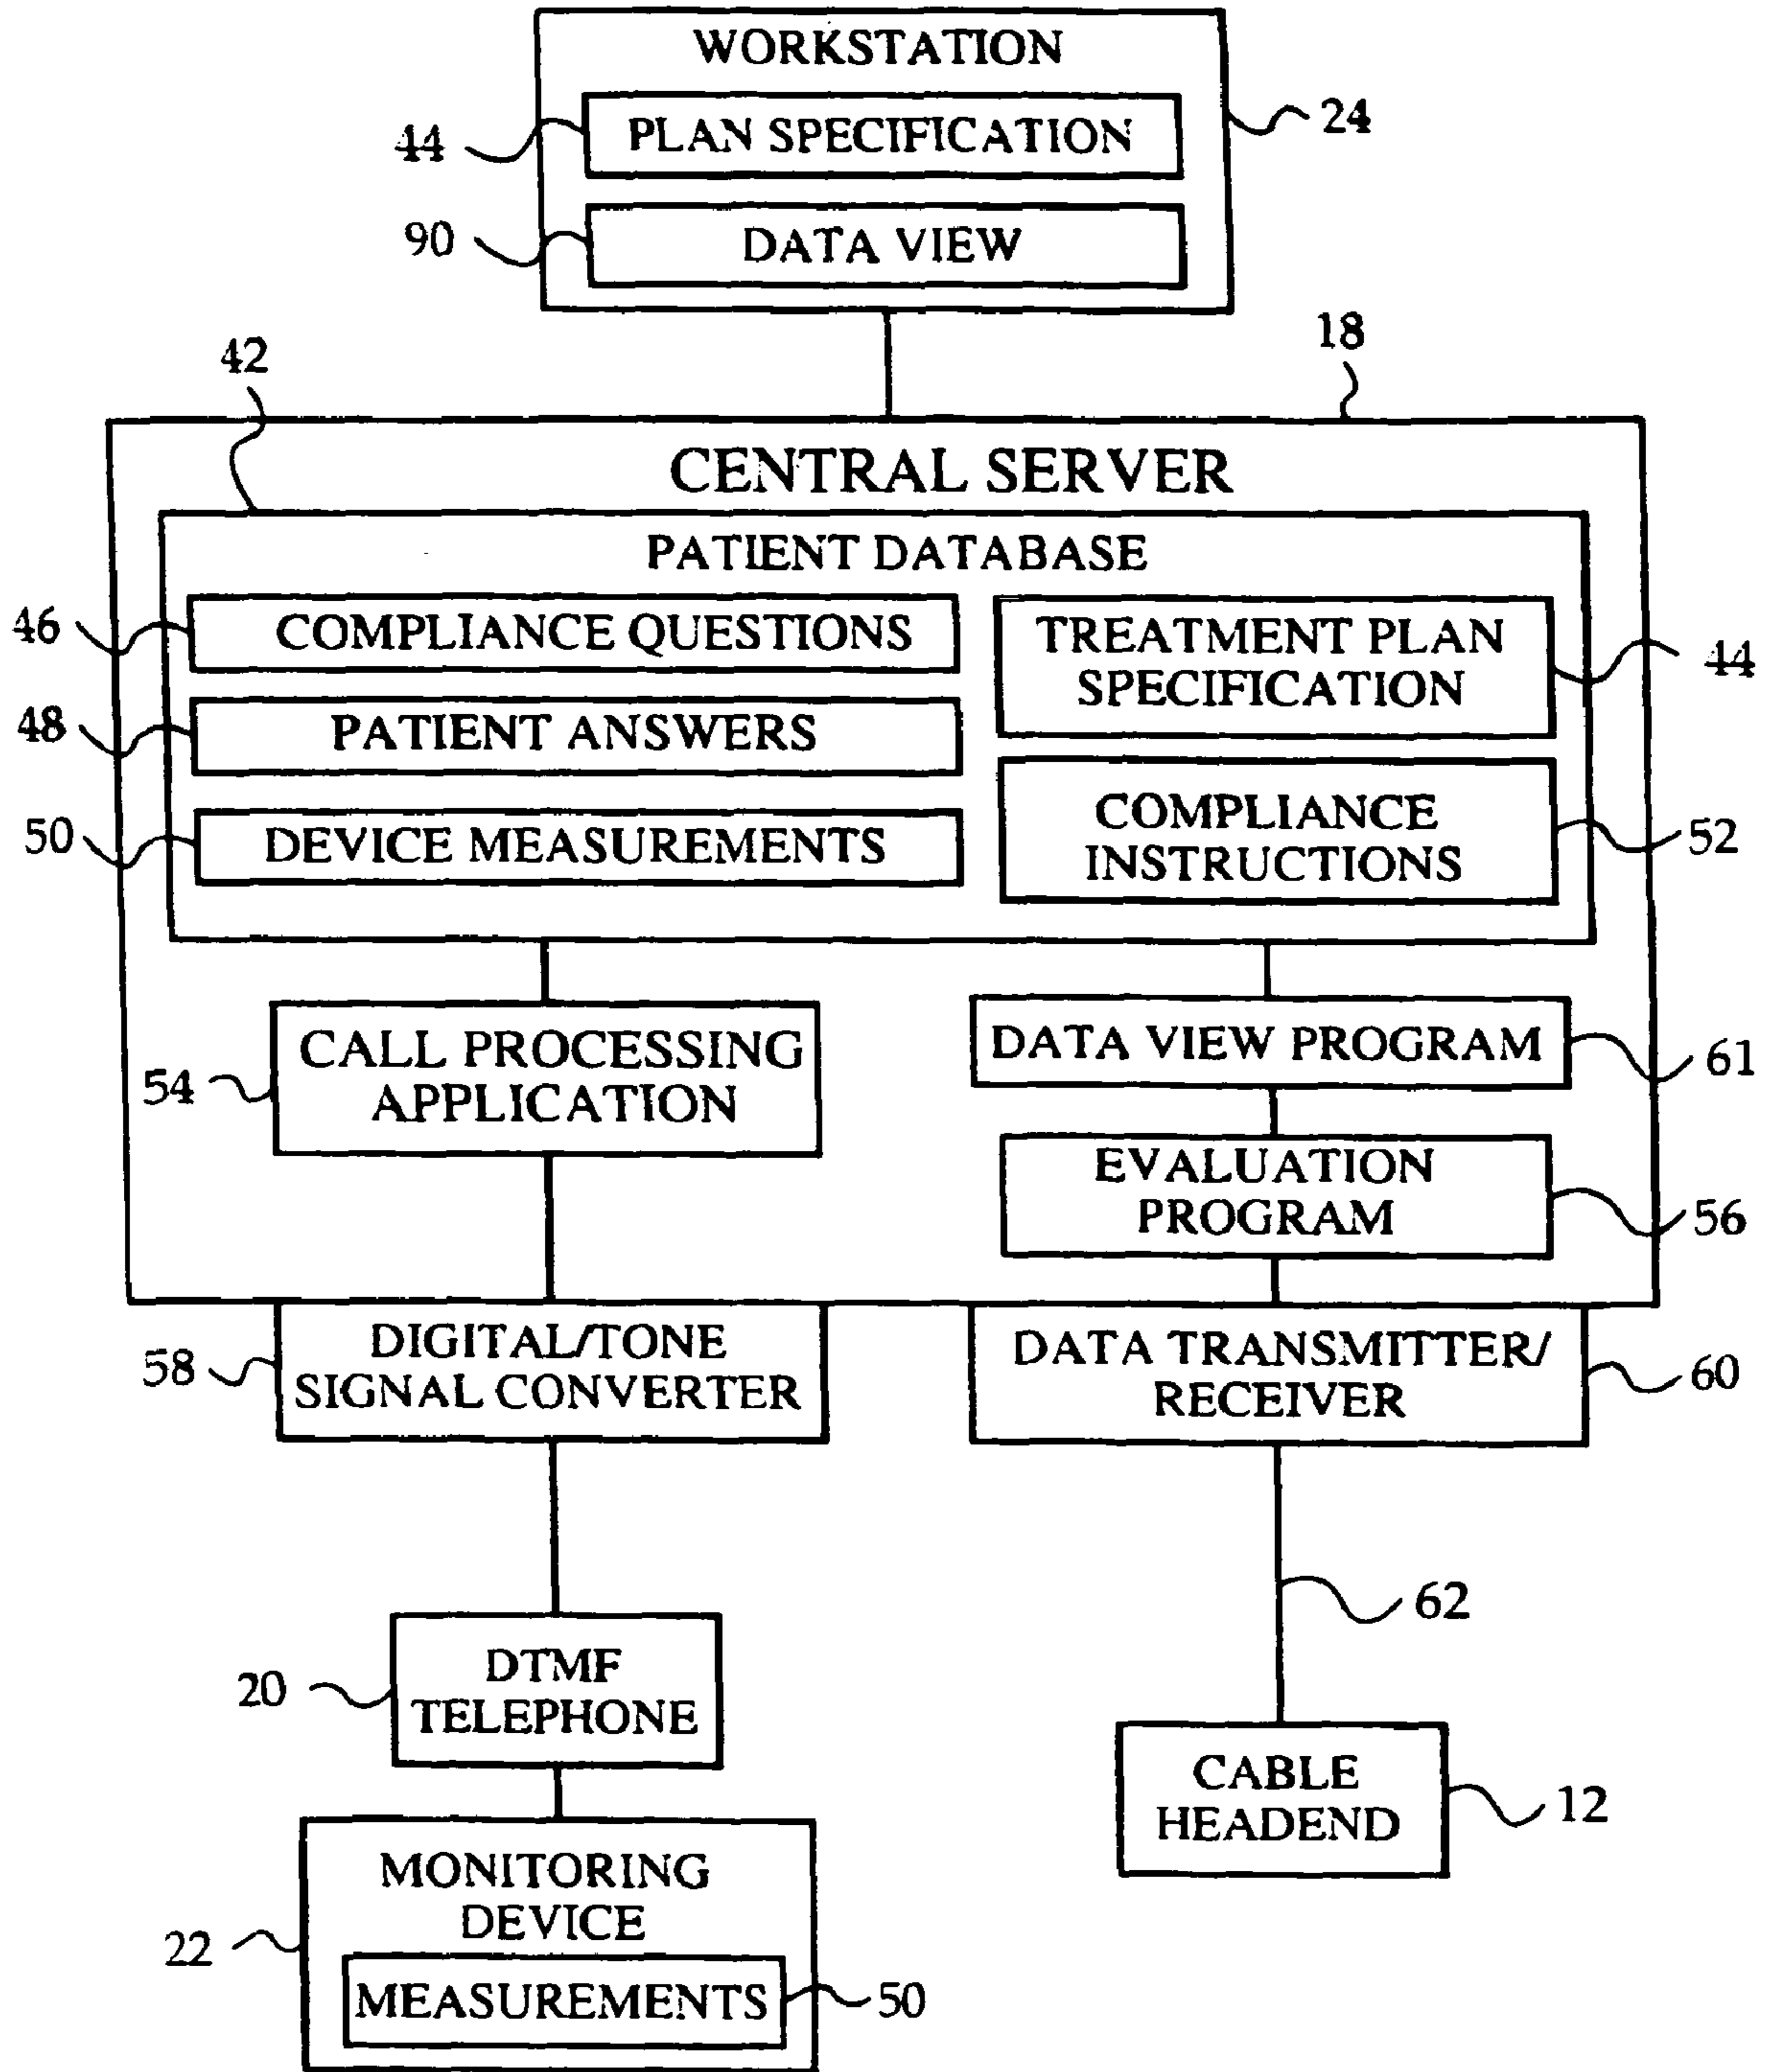 WORKSTATION
44
PLAN SPECIFICATION
24
90
DATA VIEW
42
18
CENTRAL SERVER
PATIENT DATABASE
46
COMPLIANCE QUESTIONS
TREATMENT PLAN
SPECIFICATION
44
48
PATIENT ANSWERS
50
DEVICE MEASUREMENTS
COMPLIANCE
INSTRUCTIONS
52
54
CALL PROCESSING
APPLICATION
DATA VIEW PROGRAM
61
EVALUATION
PROGRAM
56
58
DIGITAL/TONE
SIGNAL CONVERTER
DATA TRANSMITTER/
RECEIVER
60
62
20
DTMF
TELEPHONE
CABLE
HEADEND
12
22
MONITORING
DEVICE
MEASUREMENTS
50